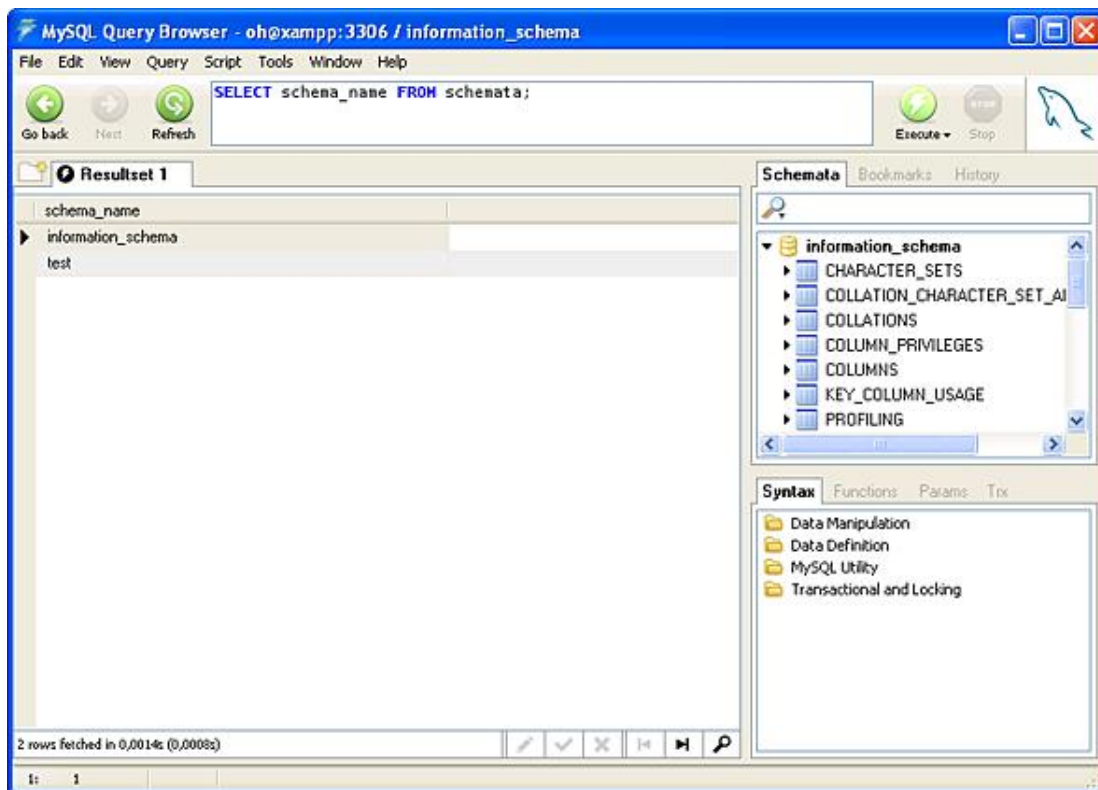 MySQL Query Browser - oh@xampp:3306 / information_schema
File Edit View Query Script Tools Window Help
SELECT schema_name FROM schemata;
Go back Next Refresh Execute Stop
STOP
Resultset 1
schema_name
information_schema
test
2 rows fetched in 0,0014s (0,0008s)
1: 1
Schemata Bookmarks History
information_schema
CHARACTER_SETS
COLLATION_CHARACTER_SET_AI
COLLATIONS
COLUMN_PRIVILEGES
COLUMNS
KEY_COLUMN_USAGE
PROFILING
Syntax Functions Params Trx
Data Manipulation
Data Definition
MySQL Utility
Transactional and Locking